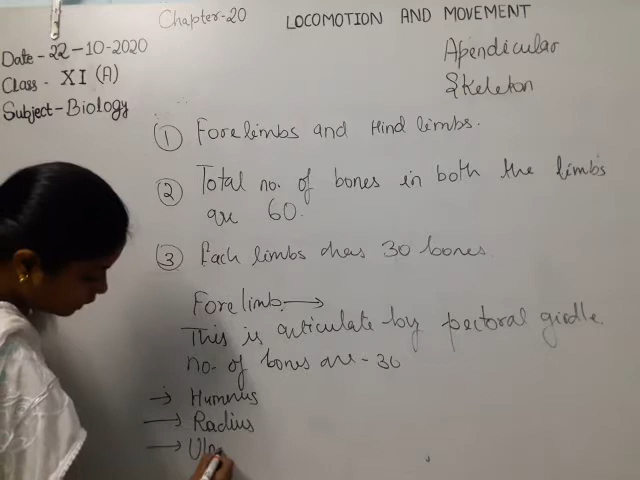 Chapter-20 LOCOMOTION AND MOVEMENT
Date - 22-10-2020
Class - XI (A)
Subject - Biology
Apendicular
Skeleton
① Forelimbs and Hind limbs.
② Total no. of bones in both the limbs
are 60.
③ Each limbs has 30 bones.
Forelimb →
This is articulate by pectoral girdle.
no. of bones are - 30
→ Humerus
→ Radius
→ Uln